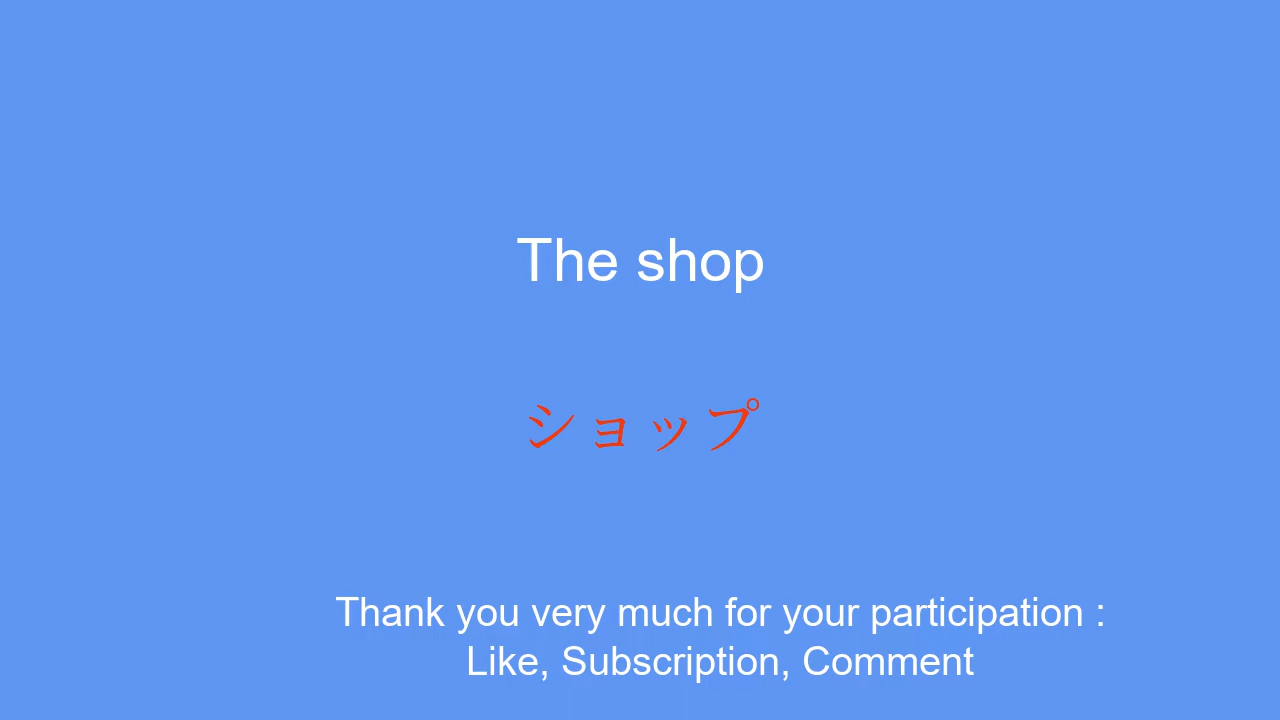 The shop
ショップ
Thank you very much for your participation :
Like, Subscription, Comment